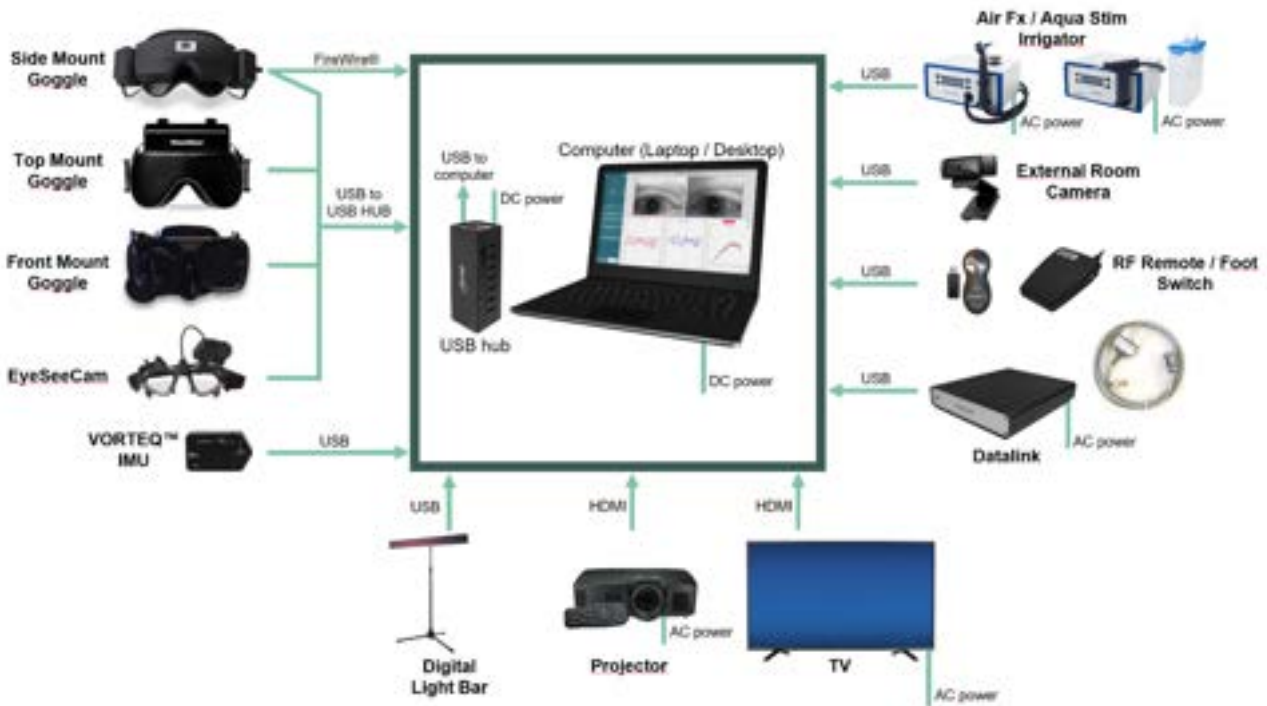 Side Mount
Goggle
FireWire®
Top Mount
Goggle
USB to
USB HUB
Front Mount
Goggle
EyeSeeCam
VORTEQ™
IMU
USB
Computer (Laptop / Desktop)
USB to
computer
DC power
USB hub
DC power
Air Fx / Aqua Stim
Irrigator
USB
AC power
AC power
USB
External Room
Camera
USB
RF Remote / Foot
Switch
USB
AC power
Datalink
USB
HDMI
HDMI
Digital
Light Bar
AC power
Projector
TV
AC power